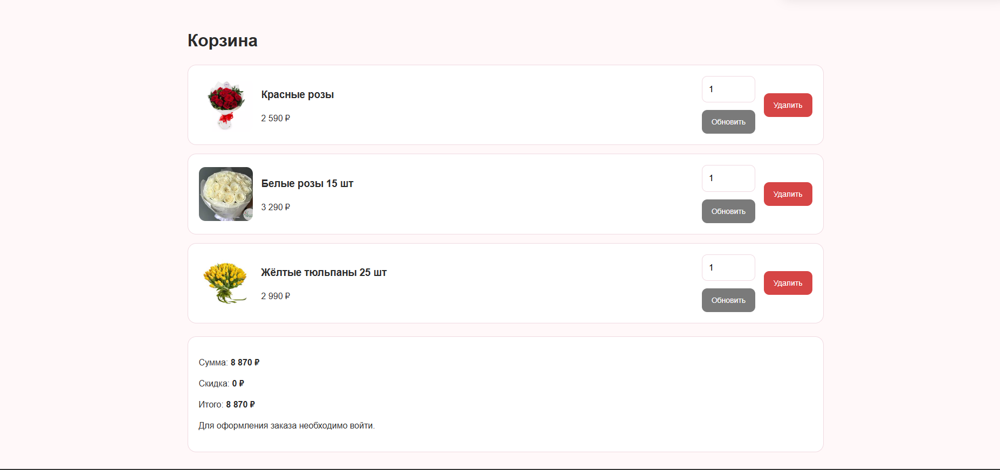 Корзина
Красные розы
2 590 ₽
1
Обновить
Удалить
Белые розы 15 шт
3 290 ₽
1
Обновить
Удалить
Жёлтые тюльпаны 25 шт
2 990 ₽
1
Обновить
Удалить
Сумма: 8 870 ₽
Скидка: 0 ₽
Итого: 8 870 ₽
Для оформления заказа необходимо войти.